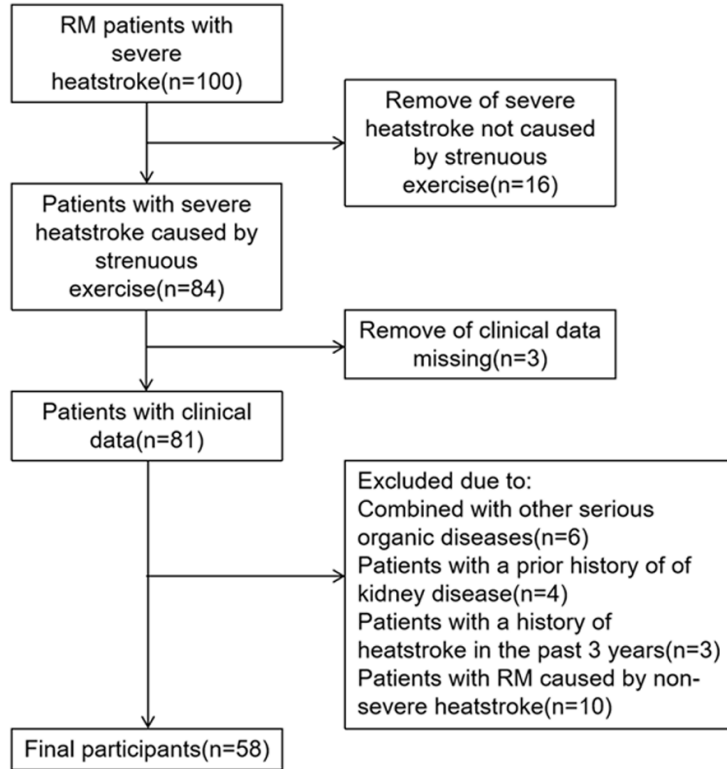 RM patients with
severe
heatstroke(n=100)
Remove of severe
heatstroke not caused
by strenuous
exercise(n=16)
Patients with severe
heatstroke caused by
strenuous
exercise(n=84)
Remove of clinical data
missing(n=3)
Patients with clinical
data(n=81)
Excluded due to:
Combined with other serious
organic diseases(n=6)
Patients with a prior history of of
kidney disease(n=4)
Patients with a history of
heatstroke in the past 3 years(n=3)
Patients with RM caused by non-
severe heatstroke(n=10)
Final participants(n=58)